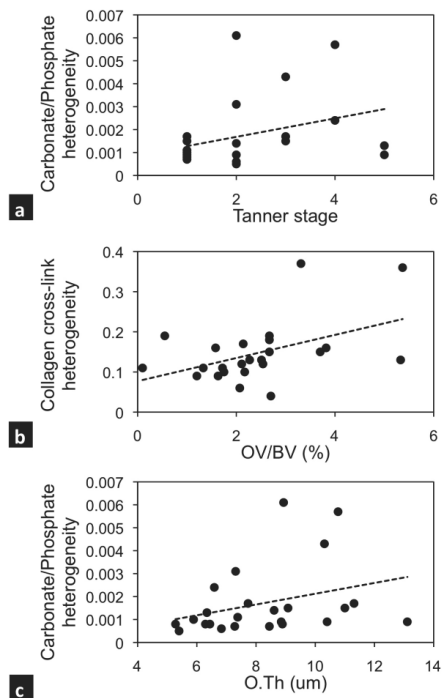 0.007
0.006
0.005
0.004
0.003
0.002
0.001
0
Carbonate/Phosphate
heterogeneity
0 2 4 6
Tanner stage
a
0.4
0.3
0.2
0.1
0
Collagen cross-link
heterogeneity
0 2 4 6
OV/BV (%)
b
0.007
0.006
0.005
0.004
0.003
0.002
0.001
0
Carbonate/Phosphate
heterogeneity
4 6 8 10 12 14
O.Th (um)
c